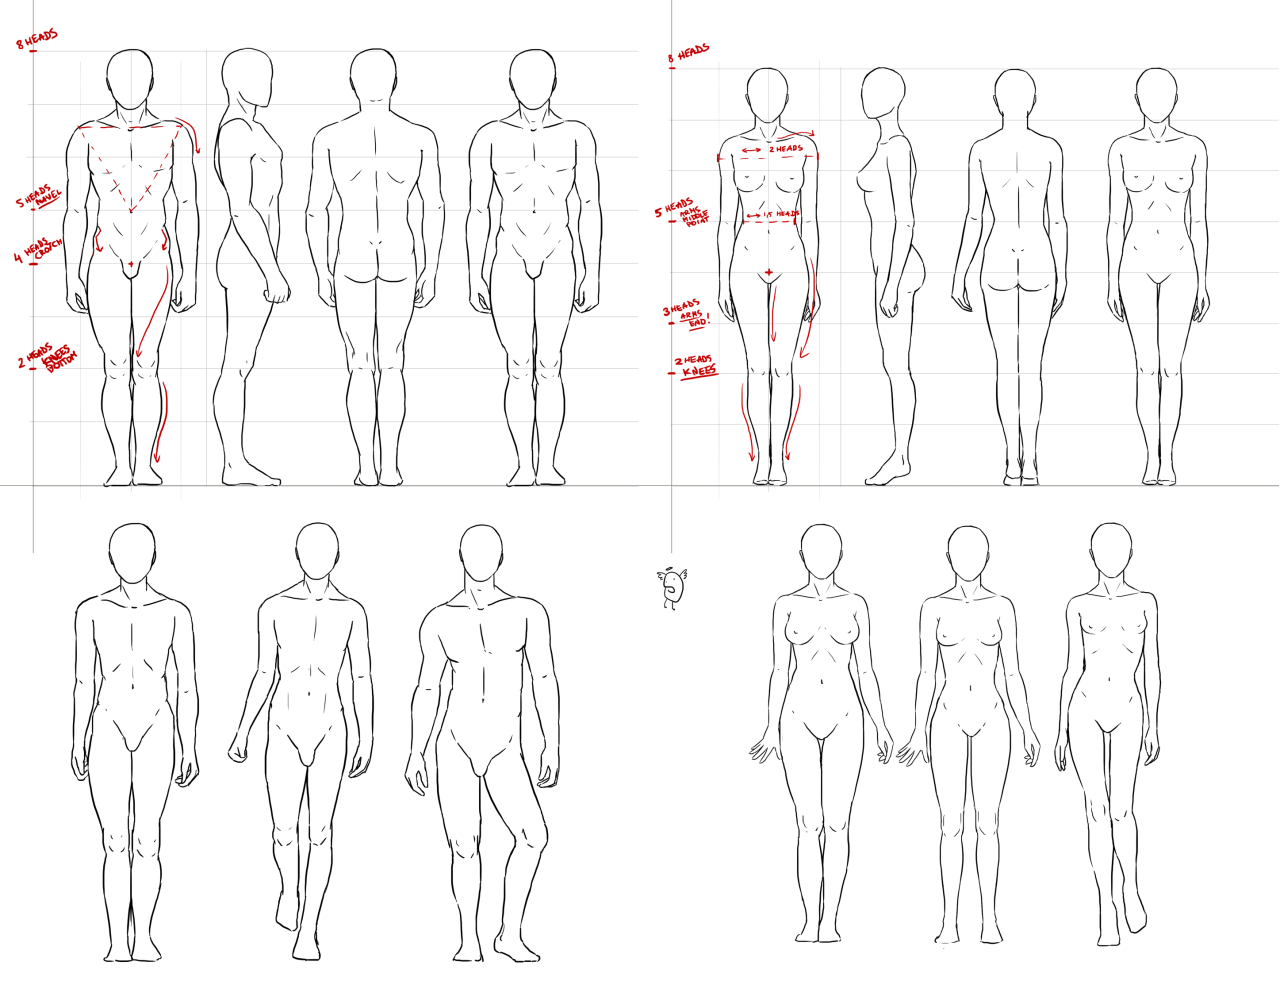 8 HEADS
5 HEADS
NAVEL
4 HEADS
CROTCH
2 HEADS
KNEES
BOTTOM
8 HEADS
2 HEADS
5 HEADS
ARMS
MIDDLE
POINT
1,5 HEADS
3 HEADS
ARMS
END!
2 HEADS
KNEES